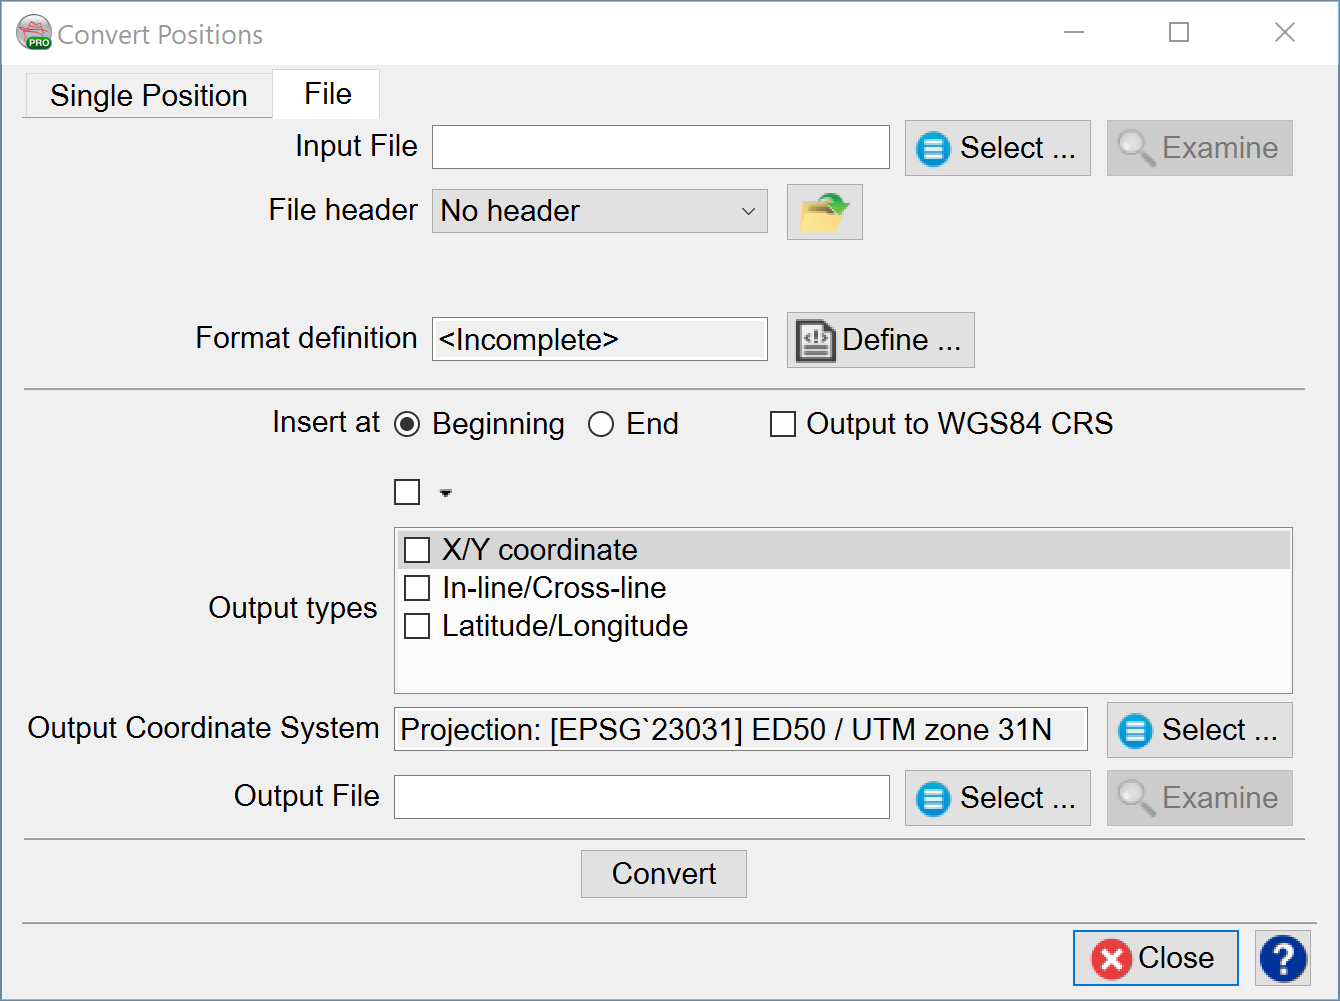 PRO Convert Positions
Single Position File
Input File Select ... Examine
File header No header
Format definition <Incomplete> Define ...
Insert at Beginning End Output to WGS84 CRS
X/Y coordinate
In-line/Cross-line
Output types
Latitude/Longitude
Output Coordinate System Projection: [EPSG`23031] ED50 / UTM zone 31N Select ...
Output File Select ... Examine
Convert
Close ?